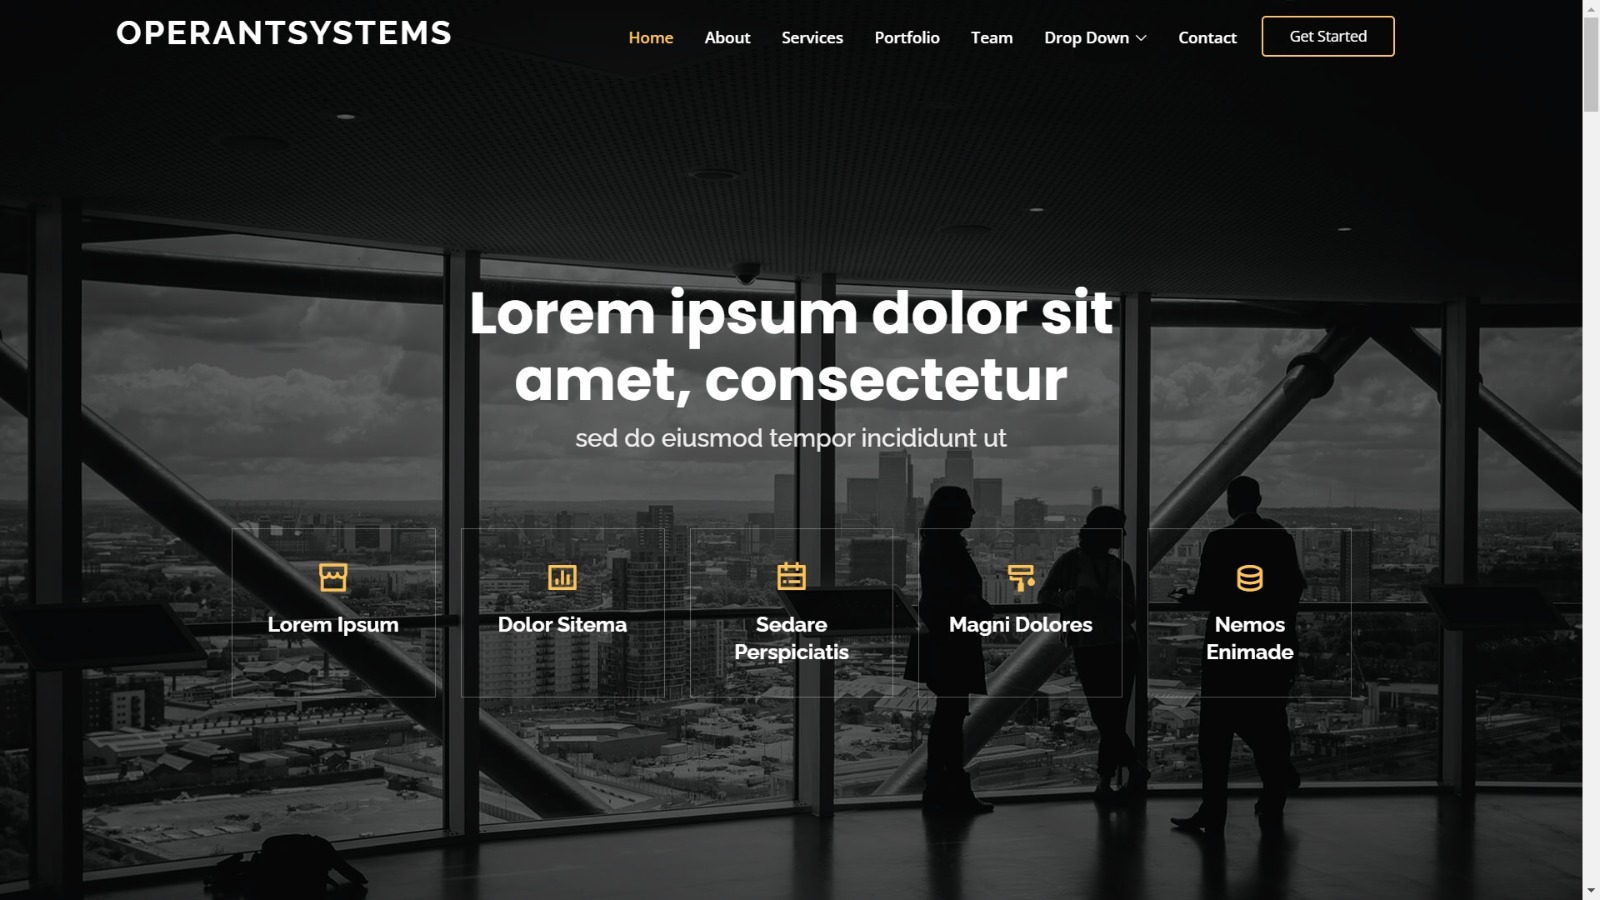 OPERANTSYSTEMS
Home About Services Portfolio Team Drop Down Contact Get Started
Lorem ipsum dolor sit
amet, consectetur
sed do eiusmod tempor incididunt ut
Lorem Ipsum
Dolor Sitema
Sedare
Perspiciatis
Magni Dolores
Nemos
Enimade